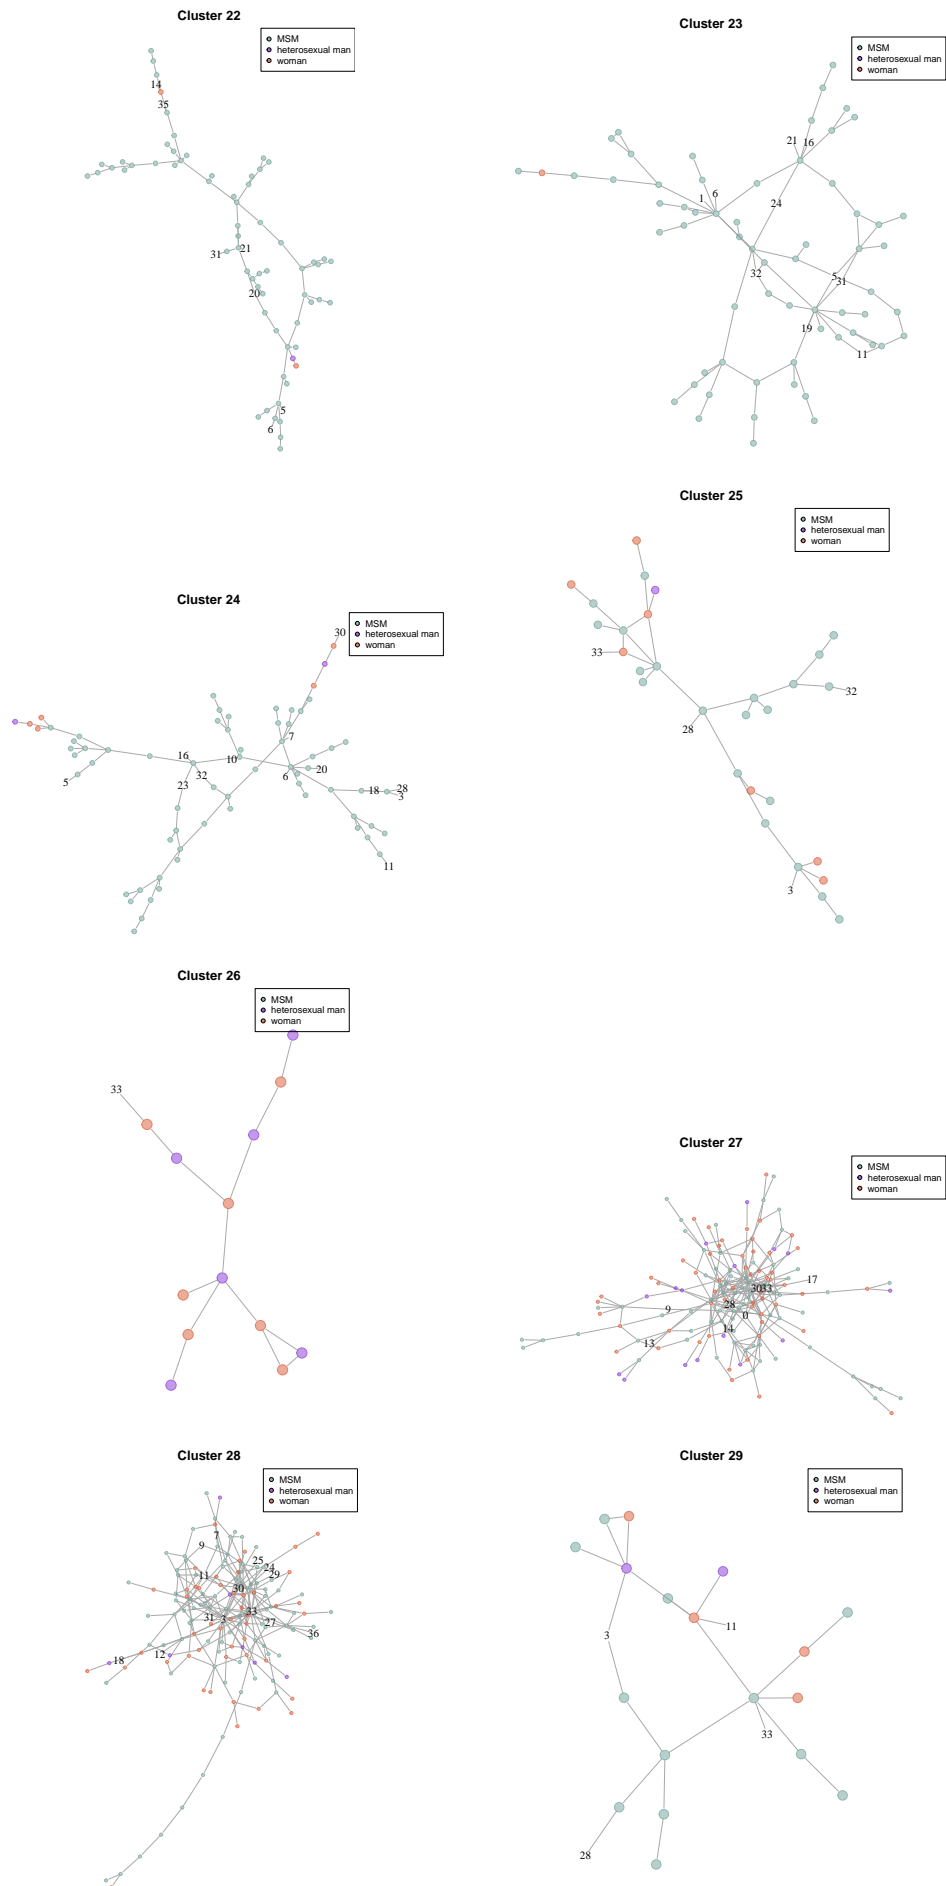 Cluster 22
MSM
heterosexual man
woman
14
35
31
21
20
5
6
Cluster 23
MSM
heterosexual man
woman
21
16
6
1
24
32
5
31
19
11
Cluster 24
MSM
heterosexual man
woman
30
7
16
10
6
20
32
23
5
18
28
3
11
Cluster 25
MSM
heterosexual man
woman
33
32
28
3
Cluster 26
MSM
heterosexual man
woman
33
Cluster 27
MSM
heterosexual man
woman
17
30
33
28
9
0
14
13
Cluster 28
MSM
heterosexual man
woman
7
9
25
24
29
11
30
33
31
3
27
36
12
18
Cluster 29
MSM
heterosexual man
woman
11
3
33
28